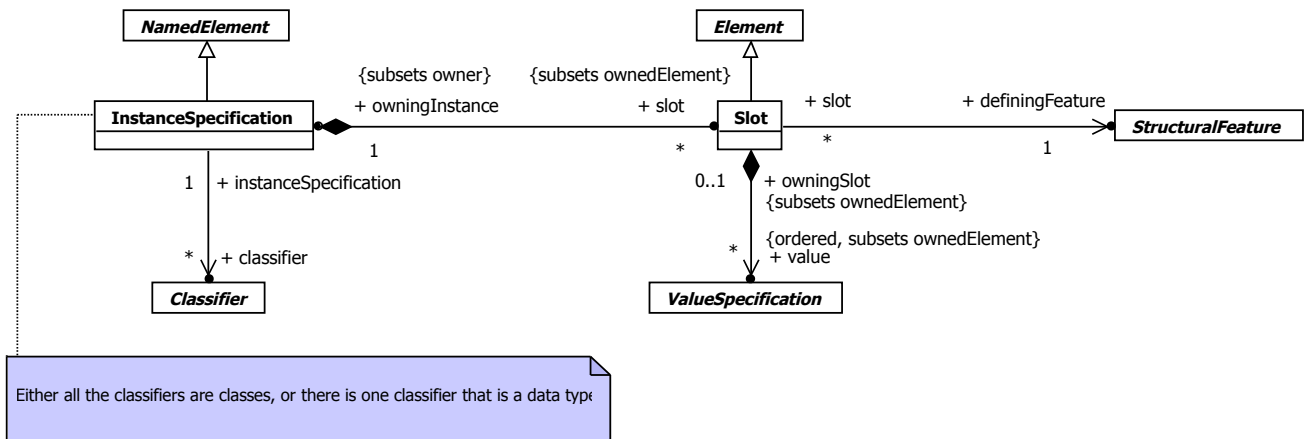 NamedElement
Element
{subsets owner}
{subsets ownedElement}
+ owningInstance
+ slot
+ slot
+ definingFeature
InstanceSpecification
Slot
StructuralFeature
1
*
*
1
1
+ instanceSpecification
0..1
+ owningSlot
{subsets ownedElement}
{ordered, subsets ownedElement}
*
+ classifier
*
+ value
Classifier
ValueSpecification
Either all the classifiers are classes, or there is one classifier that is a data type